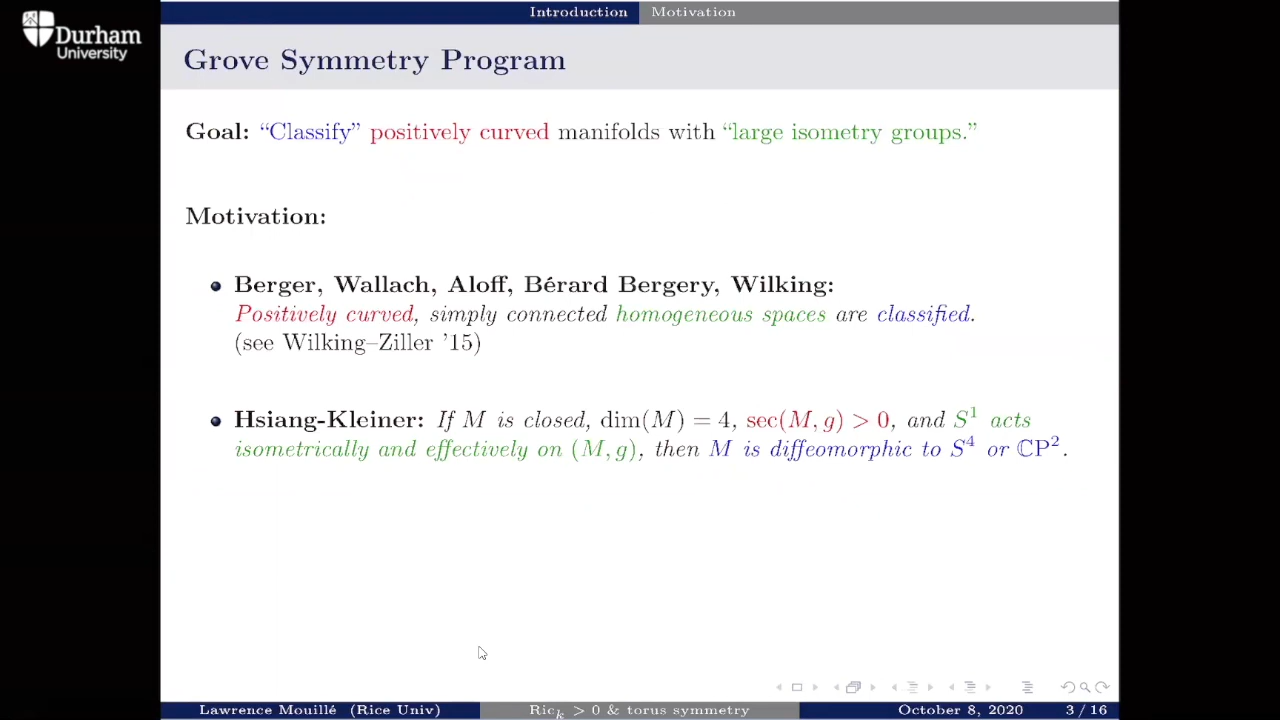 Durham
University
Introduction Motivation
Grove Symmetry Program
Goal: “Classify” positively curved manifolds with “large isometry groups.”
Motivation:
Berger, Wallach, Aloff, Bérard Bergery, Wilking:
Positively curved, simply connected homogeneous spaces are classified.
(see Wilking–Ziller ’15)
Hsiang-Kleiner: If M is closed, dim(M) = 4, sec(M, g) > 0, and S¹ acts
isometrically and effectively on (M, g), then M is diffeomorphic to S⁴ or ℂP².
Lawrence Mouillé (Rice Univ) Ricₖ > 0 & torus symmetry October 8, 2020 3 / 16